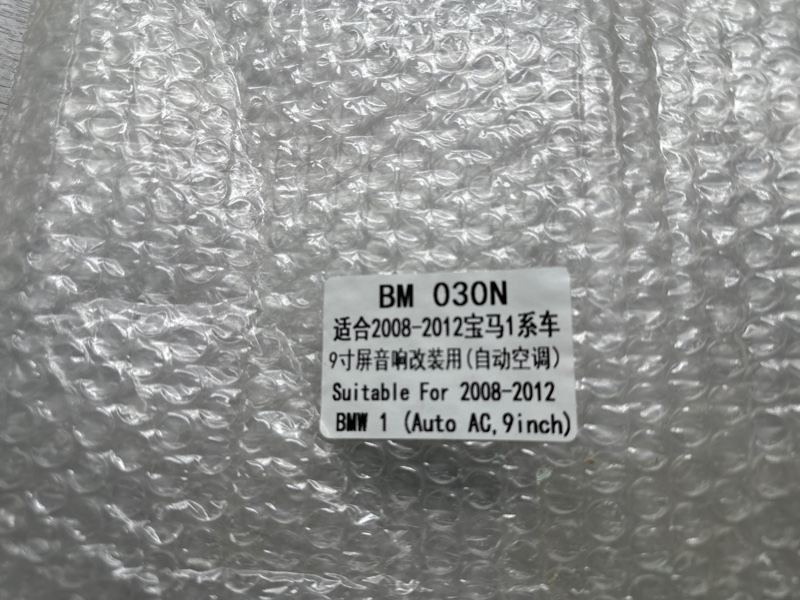 BM 030N
适合2008-2012宝马1系车
9寸屏音响改装用(自动空调)
Suitable For 2008-2012
BMW 1 (Auto AC,9inch)